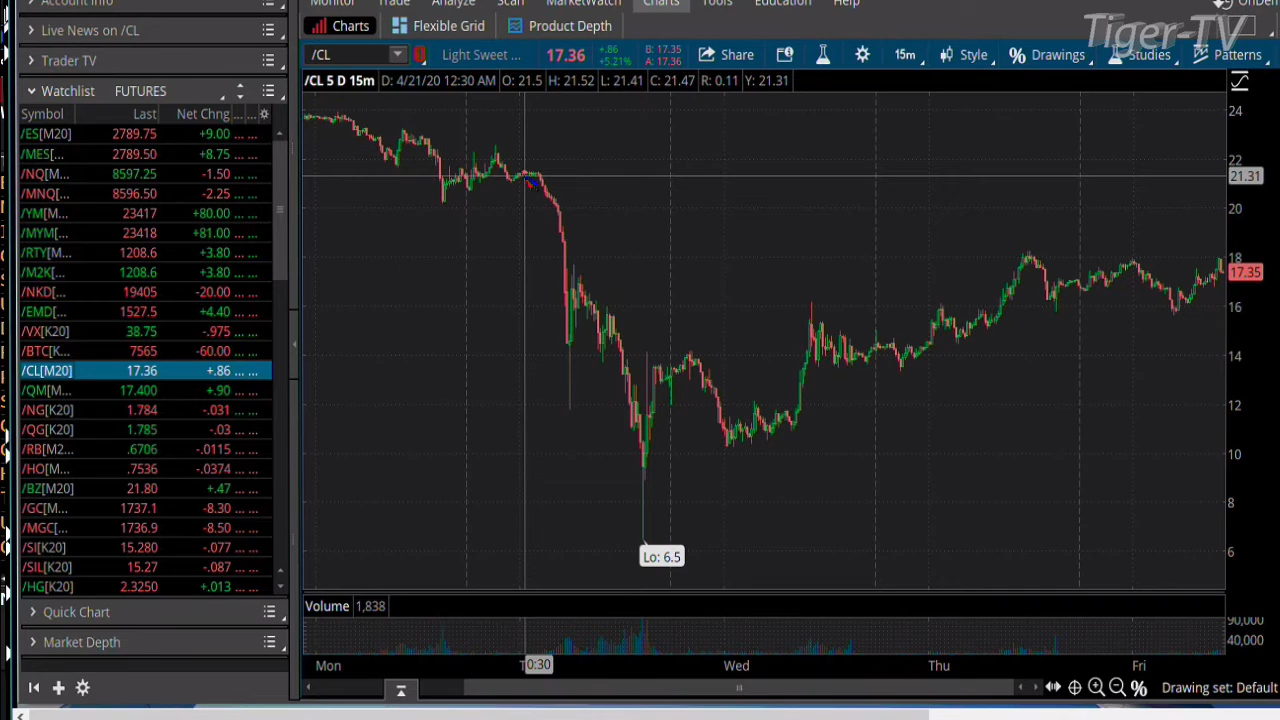 Account Info
Monitor Trade Analyze Scan MarketWatch Charts Tools Education Help
Live News on /CL
Charts Flexible Grid Product Depth
Tiger-TV
Trader TV
/CL Light Sweet ... 17.36 +.86 +5.21% B: 17.35 A: 17.36 Share 15m Style Drawings Studies Patterns
Watchlist FUTURES
/CL 5 D 15m D: 4/21/20 12:30 AM O: 21.5 H: 21.52 L: 21.41 C: 21.47 R: 0.11 Y: 21.31
Symbol Last Net Chng ... ...
/ES[M20] 2789.75 +9.00 ... ...
/MES[... 2789.50 +8.75 ... ...
/NQ[M... 8597.25 -1.50 ... ...
/MNQ[... 8596.50 -2.25 ... ...
/YM[M... 23417 +80.00 ... ...
/MYM[... 23418 +81.00 ... ...
/RTY[M... 1208.6 +3.80 ... ...
/M2K[... 1208.6 +3.80 ... ...
/NKD[... 19405 -20.00 ... ...
/EMD[... 1527.5 +4.40 ... ...
/VX[K20] 38.75 -.975 ... ...
/BTC[K... 7565 -60.00 ... ...
/CL[M20] 17.36 +.86 ... ...
/QM[M... 17.400 +.90 ... ...
/NG[K20] 1.784 -.031 ... ...
/QG[K20] 1.785 -.03 ... ...
/RB[M2... .6706 -.0115 ... ...
/HO[M... .7536 -.0374 ... ...
/BZ[M20] 21.80 +.47 ... ...
/GC[M... 1737.1 -8.30 ... ...
/MGC[... 1736.9 -8.50 ... ...
/SI[K20] 15.280 -.077 ... ...
/SIL[K20] 15.27 -.087 ... ...
/HG[K20] 2.3250 +.013 ... ...
24
22
21.31
20
18
17.35
16
14
12
10
8
6
Lo: 6.5
Quick Chart
Market Depth
Volume 1,838
90,000
40,000
Mon 0:30 Wed Thu Fri
Drawing set: Default